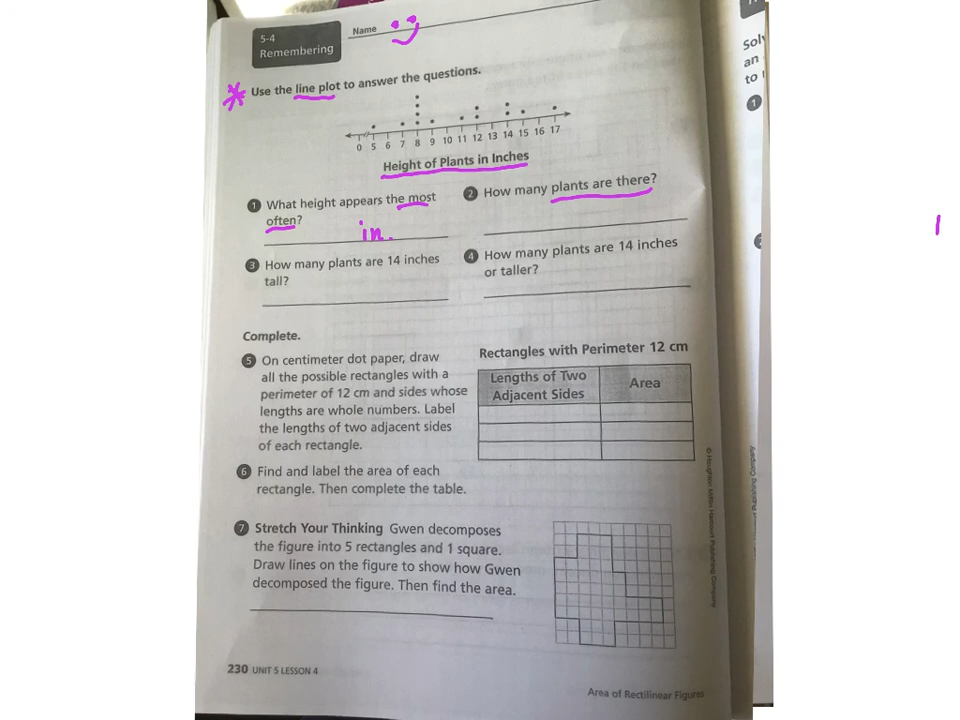 5-4
Remembering
Name
Use the line plot to answer the questions.
0 5 6 7 8 9 10 11 12 13 14 15 16 17
Height of Plants in Inches
1 What height appears the most
often?
in.
2 How many plants are there?
3 How many plants are 14 inches
tall?
4 How many plants are 14 inches
or taller?
Complete.
5 On centimeter dot paper, draw
all the possible rectangles with a
perimeter of 12 cm and sides whose
lengths are whole numbers. Label
the lengths of two adjacent sides
of each rectangle.
Rectangles with Perimeter 12 cm
Lengths of Two
Adjacent Sides
Area
6 Find and label the area of each
rectangle. Then complete the table.
7 Stretch Your Thinking Gwen decomposes
the figure into 5 rectangles and 1 square.
Draw lines on the figure to show how Gwen
decomposed the figure. Then find the area.
230 UNIT 5 LESSON 4
Area of Rectilinear Figures
© Houghton Mifflin Harcourt Publishing Company
an
to
1
Publishing Company